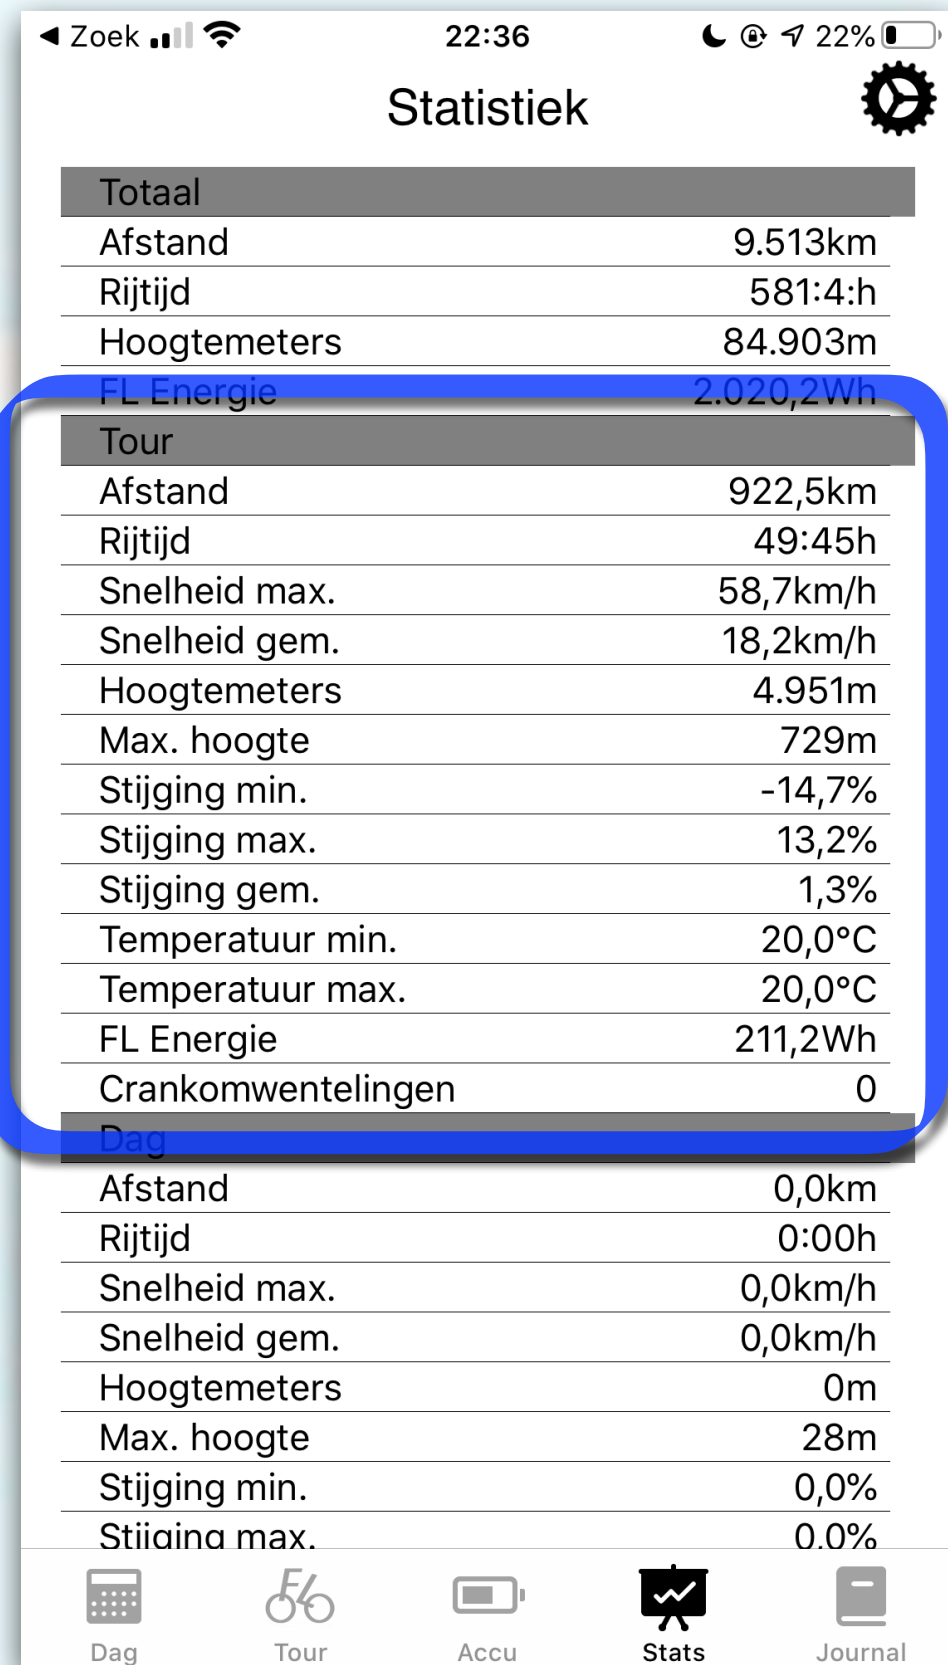 Zoek 22:36 22%
Statistiek
Totaal
Afstand 9.513km
Rijtijd 581:4:h
Hoogtemeters 84.903m
FL Energie 2.020,2Wh
Tour
Afstand 922,5km
Rijtijd 49:45h
Snelheid max. 58,7km/h
Snelheid gem. 18,2km/h
Hoogtemeters 4.951m
Max. hoogte 729m
Stijging min. -14,7%
Stijging max. 13,2%
Stijging gem. 1,3%
Temperatuur min. 20,0°C
Temperatuur max. 20,0°C
FL Energie 211,2Wh
Crankomwentelingen 0
Dag
Afstand 0,0km
Rijtijd 0:00h
Snelheid max. 0,0km/h
Snelheid gem. 0,0km/h
Hoogtemeters 0m
Max. hoogte 28m
Stijging min. 0,0%
Stijging max. 0,0%
Dag Tour Accu Stats Journal